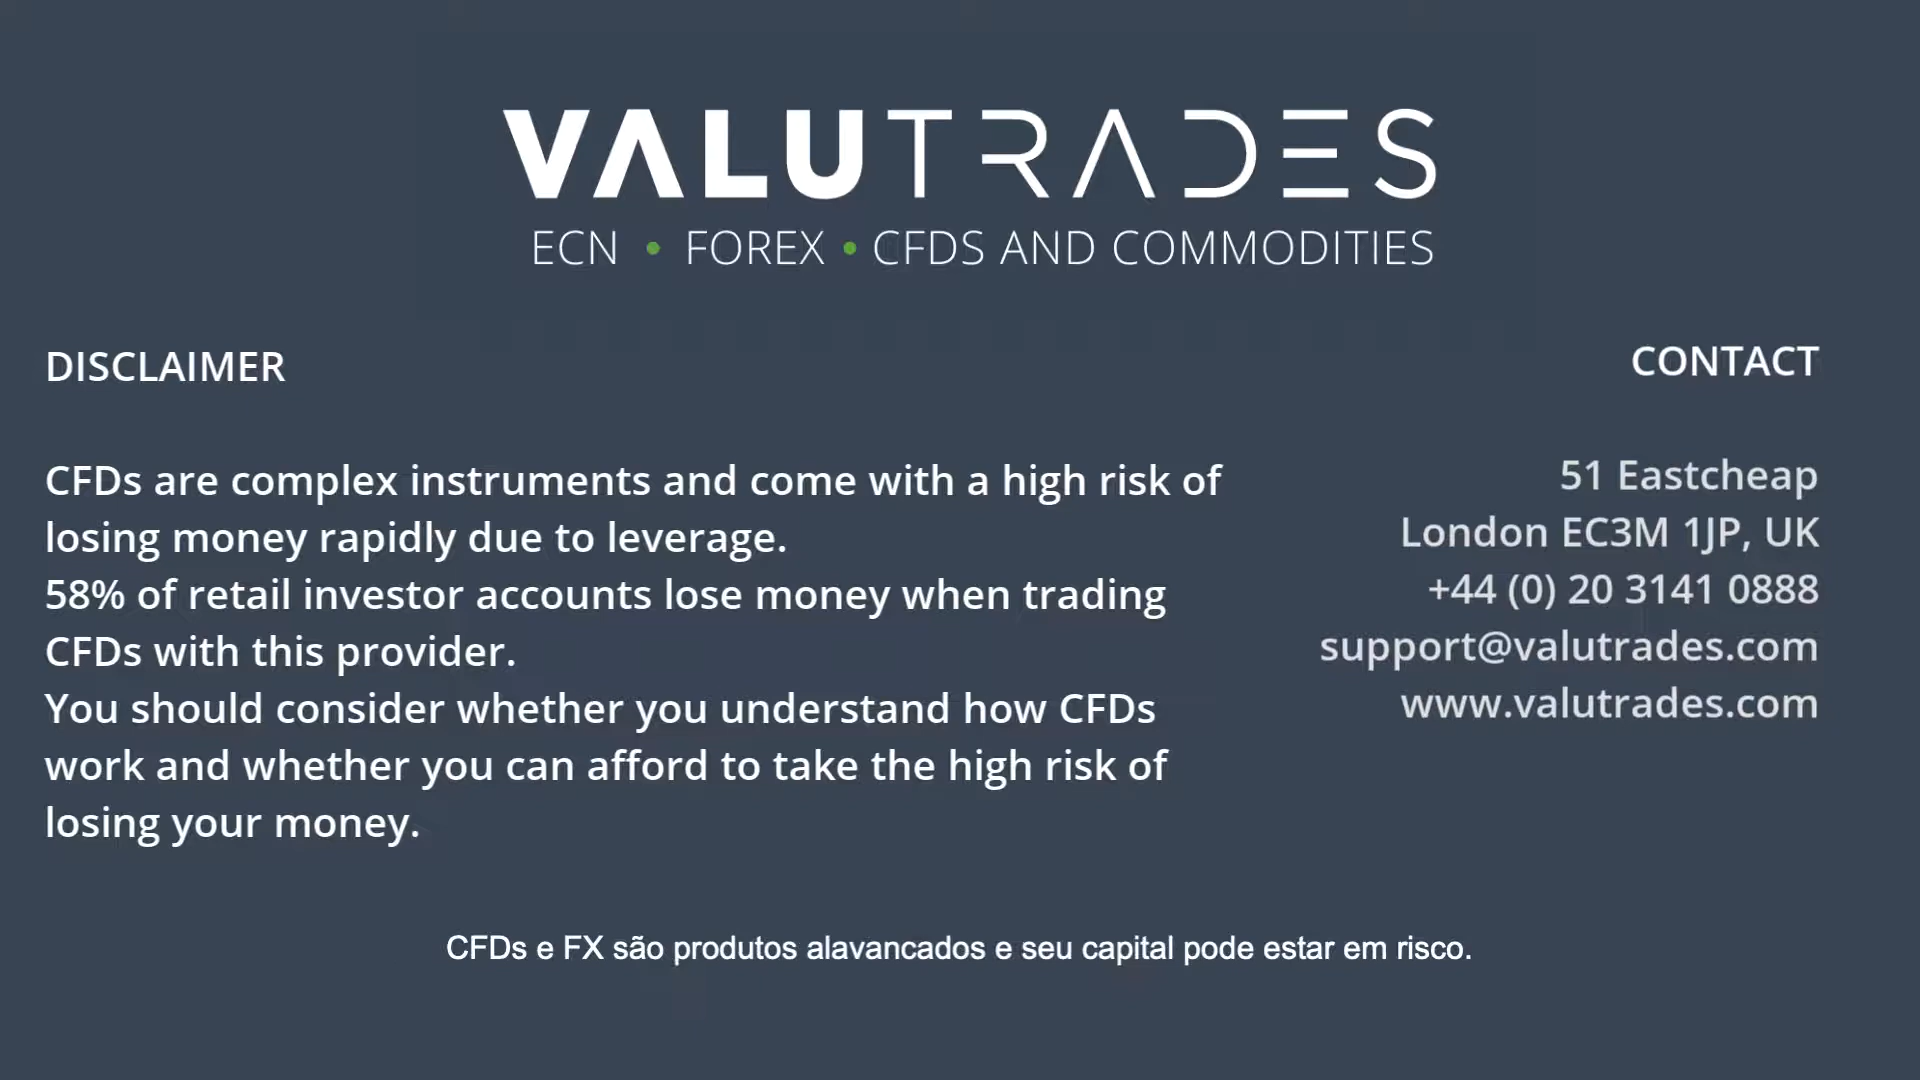 VALUTRADES
ECN • FOREX • CFDS AND COMMODITIES
DISCLAIMER
CFDs are complex instruments and come with a high risk of
losing money rapidly due to leverage.
58% of retail investor accounts lose money when trading
CFDs with this provider.
You should consider whether you understand how CFDs
work and whether you can afford to take the high risk of
losing your money.
CONTACT
51 Eastcheap
London EC3M 1JP, UK
+44 (0) 20 3141 0888
support@valutrades.com
www.valutrades.com
CFDs e FX são produtos alavancados e seu capital pode estar em risco.